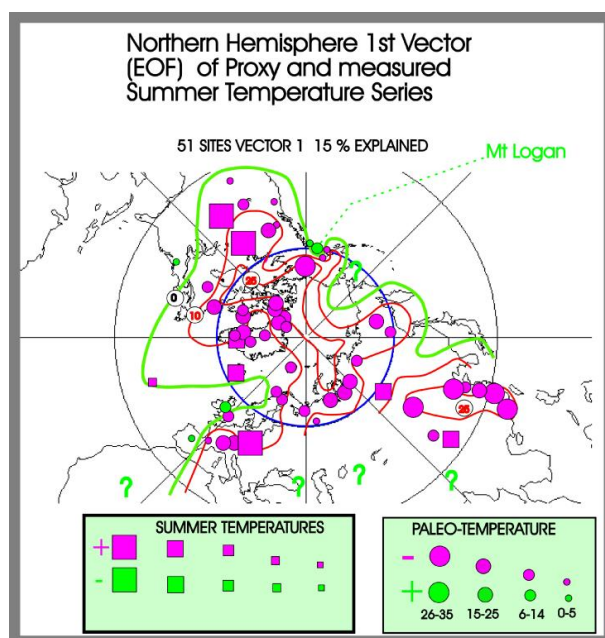 Northern Hemisphere 1st Vector
(EOF) of Proxy and measured
Summer Temperature Series
51 SITES VECTOR 1 15 % EXPLAINED
Mt Logan
?
25
0
10
25
?
?
?
?
SUMMER TEMPERATURES
+
-
PALEO-TEMPERATURE
-
+
26-35 15-25 6-14 0-5